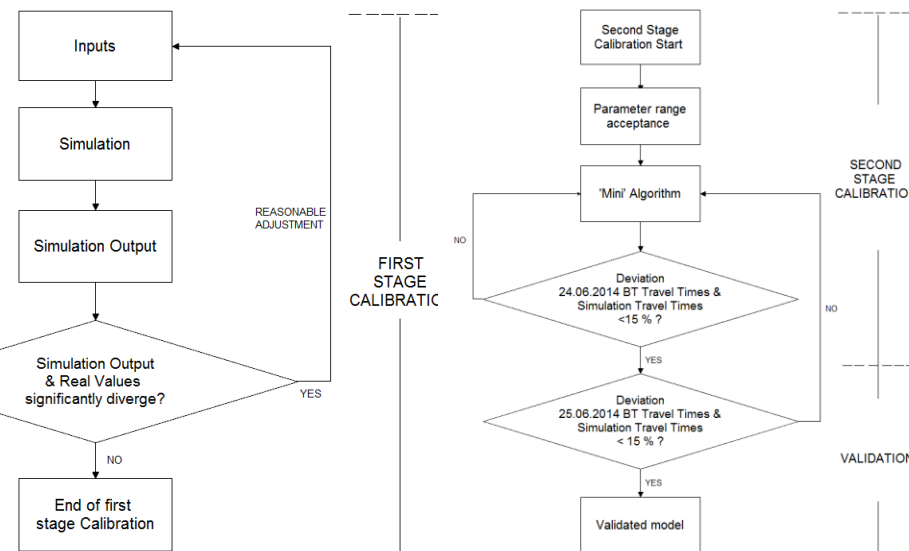 Inputs
Simulation
Simulation Output
Simulation Output
& Real Values
significantly diverge?
YES
REASONABLE
ADJUSTMENT
NO
End of first
stage Calibration
FIRST
STAGE
CALIBRATIC
Second Stage
Calibration Start
Parameter range
acceptance
'Mini' Algorithm
NO
Deviation
24.06.2014 BT Travel Times &
Simulation Travel Times
<15 % ?
NO
YES
Deviation
25.06.2014 BT Travel Times &
Simulation Travel Times
< 15 % ?
YES
Validated model
SECOND
STAGE
CALIBRATIO
VALIDATION